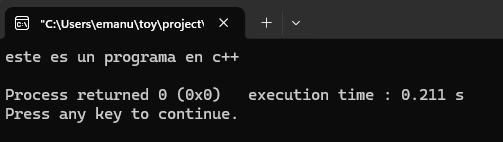 "C:\Users\emanu\toy\project\
este es un programa en c++
Process returned 0 (0x0)   execution time : 0.211 s
Press any key to continue.